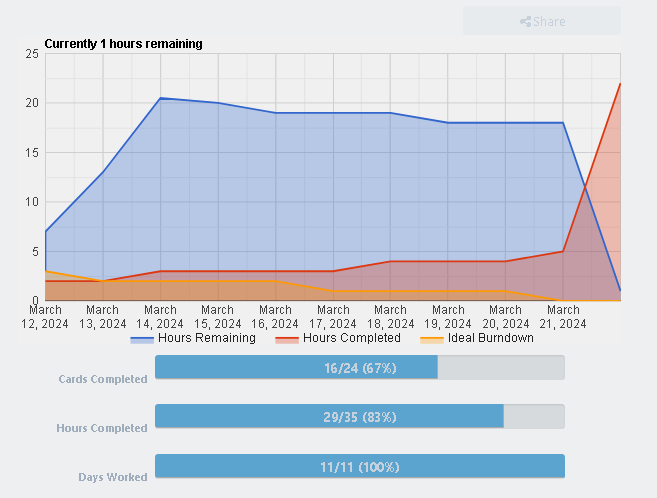 Share
Currently 1 hours remaining
25
20
15
10
5
0
March 12, 2024
March 13, 2024
March 14, 2024
March 15, 2024
March 16, 2024
March 17, 2024
March 18, 2024
March 19, 2024
March 20, 2024
March 21, 2024
Hours Remaining Hours Completed Ideal Burndown
Cards Completed 16/24 (67%)
Hours Completed 29/35 (83%)
Days Worked 11/11 (100%)